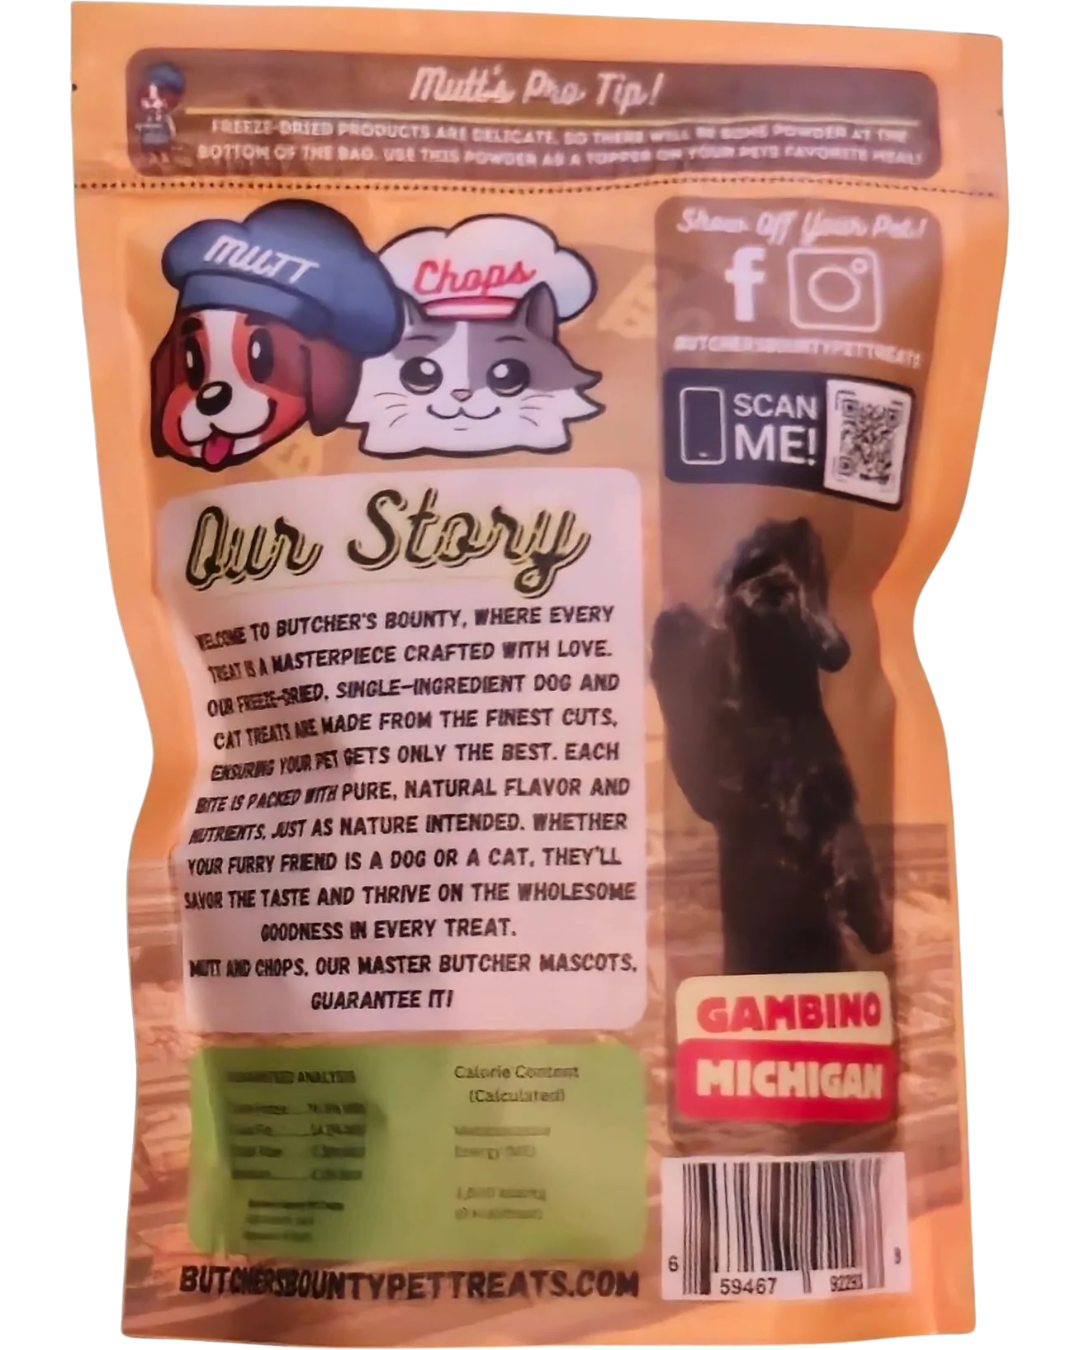 Mutt's Pro Tip!
FREEZE-DRIED PRODUCTS ARE DELICATE, SO THERE WILL BE SOME POWDER AT THE
BOTTOM OF THE BAG. USE THIS POWDER AS A TOPPER ON YOUR PETS FAVORITE MEAL!
MUTT
Chops
Show Off Your Pet!
f
BUTCHERSBOUNTYPETTREATS
SCAN
ME!
Our Story
WELCOME TO BUTCHER'S BOUNTY, WHERE EVERY
TREAT IS A MASTERPIECE CRAFTED WITH LOVE.
OUR FREEZE-DRIED, SINGLE-INGREDIENT DOG AND
CAT TREATS ARE MADE FROM THE FINEST CUTS,
ENSURING YOUR PET GETS ONLY THE BEST. EACH
BITE IS PACKED WITH PURE, NATURAL FLAVOR AND
NUTRIENTS, JUST AS NATURE INTENDED. WHETHER
YOUR FURRY FRIEND IS A DOG OR A CAT, THEY'LL
SAVOR THE TASTE AND THRIVE ON THE WHOLESOME
GOODNESS IN EVERY TREAT.
MUTT AND CHOPS, OUR MASTER BUTCHER MASCOTS,
GUARANTEE IT!
GAMBINO
MICHIGAN
GUARANTEED ANALYSIS
Calorie Content
(Calculated)
Energy (ME)
BUTCHERSBOUNTYPETTREATS.COM
6 59467 92293 8